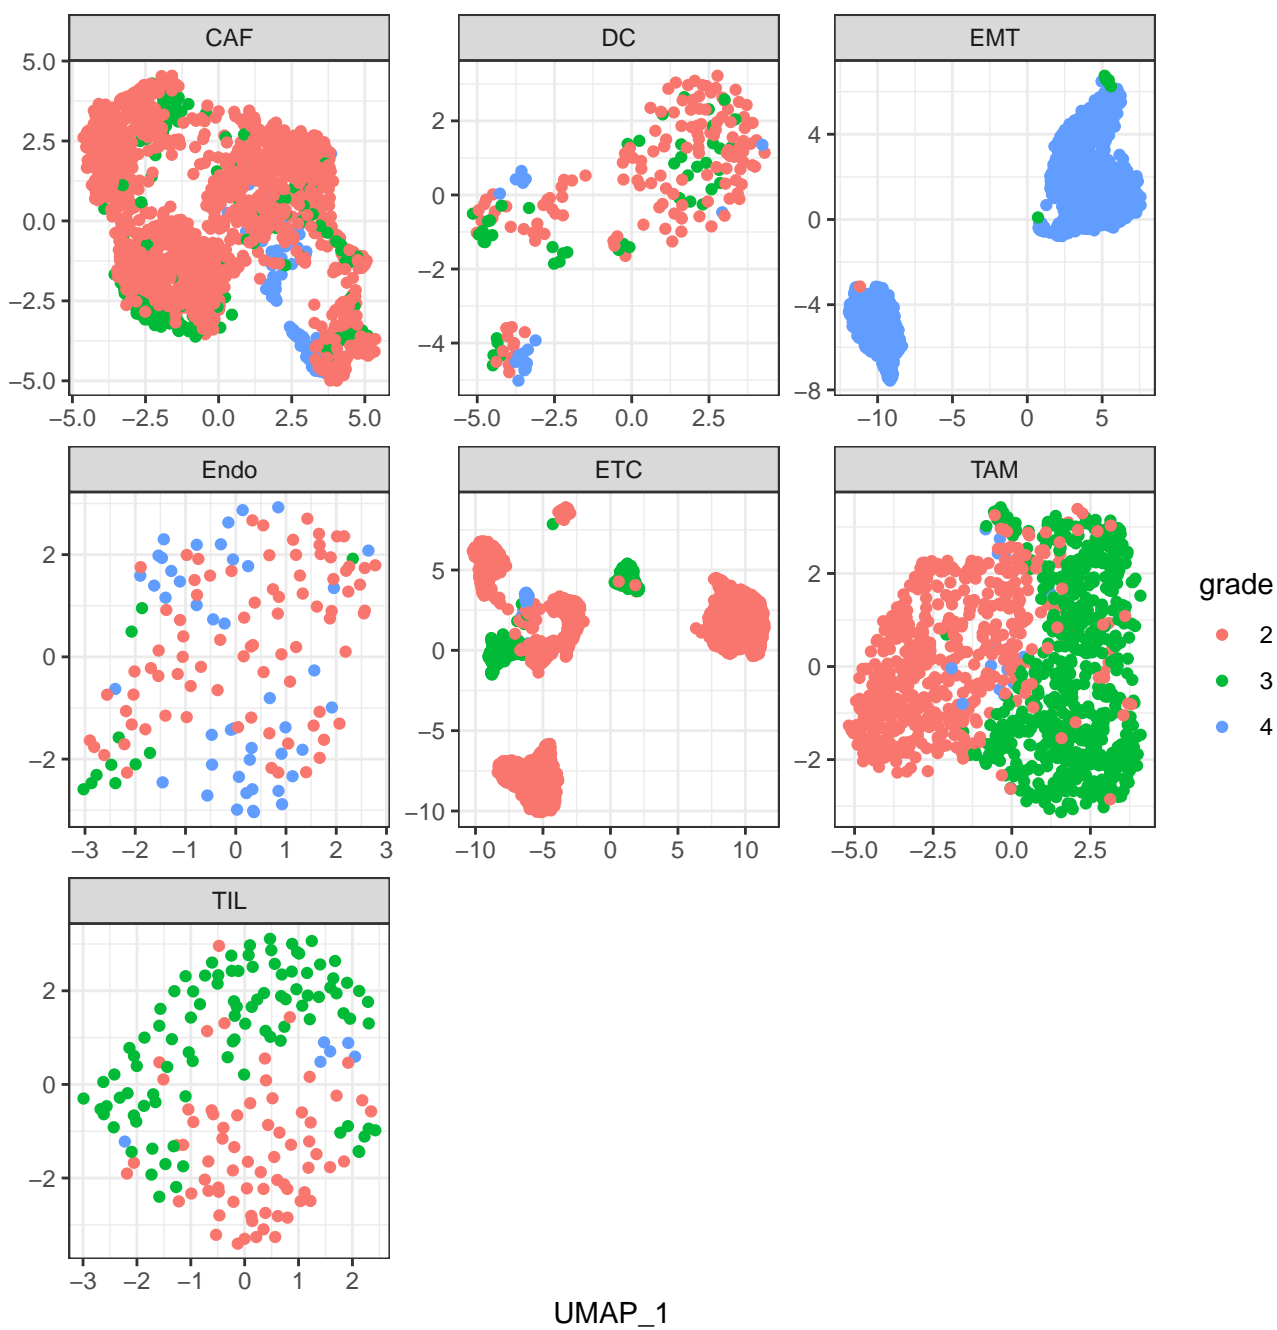 CAF
DC
EMT
5.0
2.5
0.0
−2.5
−5.0
2
0
−2
−4
4
0
−4
−8
−5.0 −2.5 0.0 2.5 5.0
−5.0 −2.5 0.0 2.5
−10 −5 0 5
Endo
ETC
TAM
2
0
−2
5
0
−5
−10
2
0
−2
−3 −2 −1 0 1 2 3
−10 −5 0 5 10
−5.0 −2.5 0.0 2.5
grade
2
3
4
TIL
2
0
−2
−3 −2 −1 0 1 2
UMAP_1